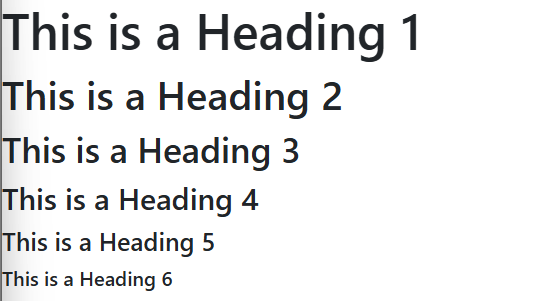 This is a Heading 1
This is a Heading 2
This is a Heading 3
This is a Heading 4
This is a Heading 5
This is a Heading 6